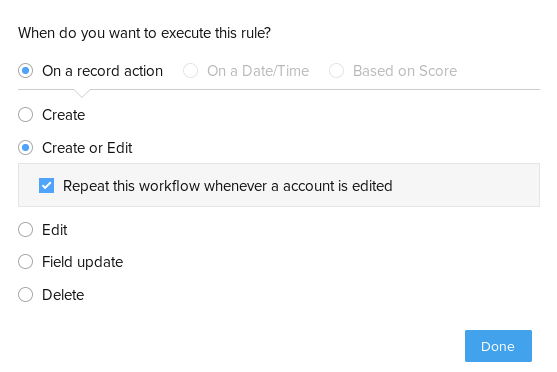 When do you want to execute this rule?
On a record action On a Date/Time Based on Score
Create
Create or Edit
Repeat this workflow whenever a account is edited
Edit
Field update
Delete
Done